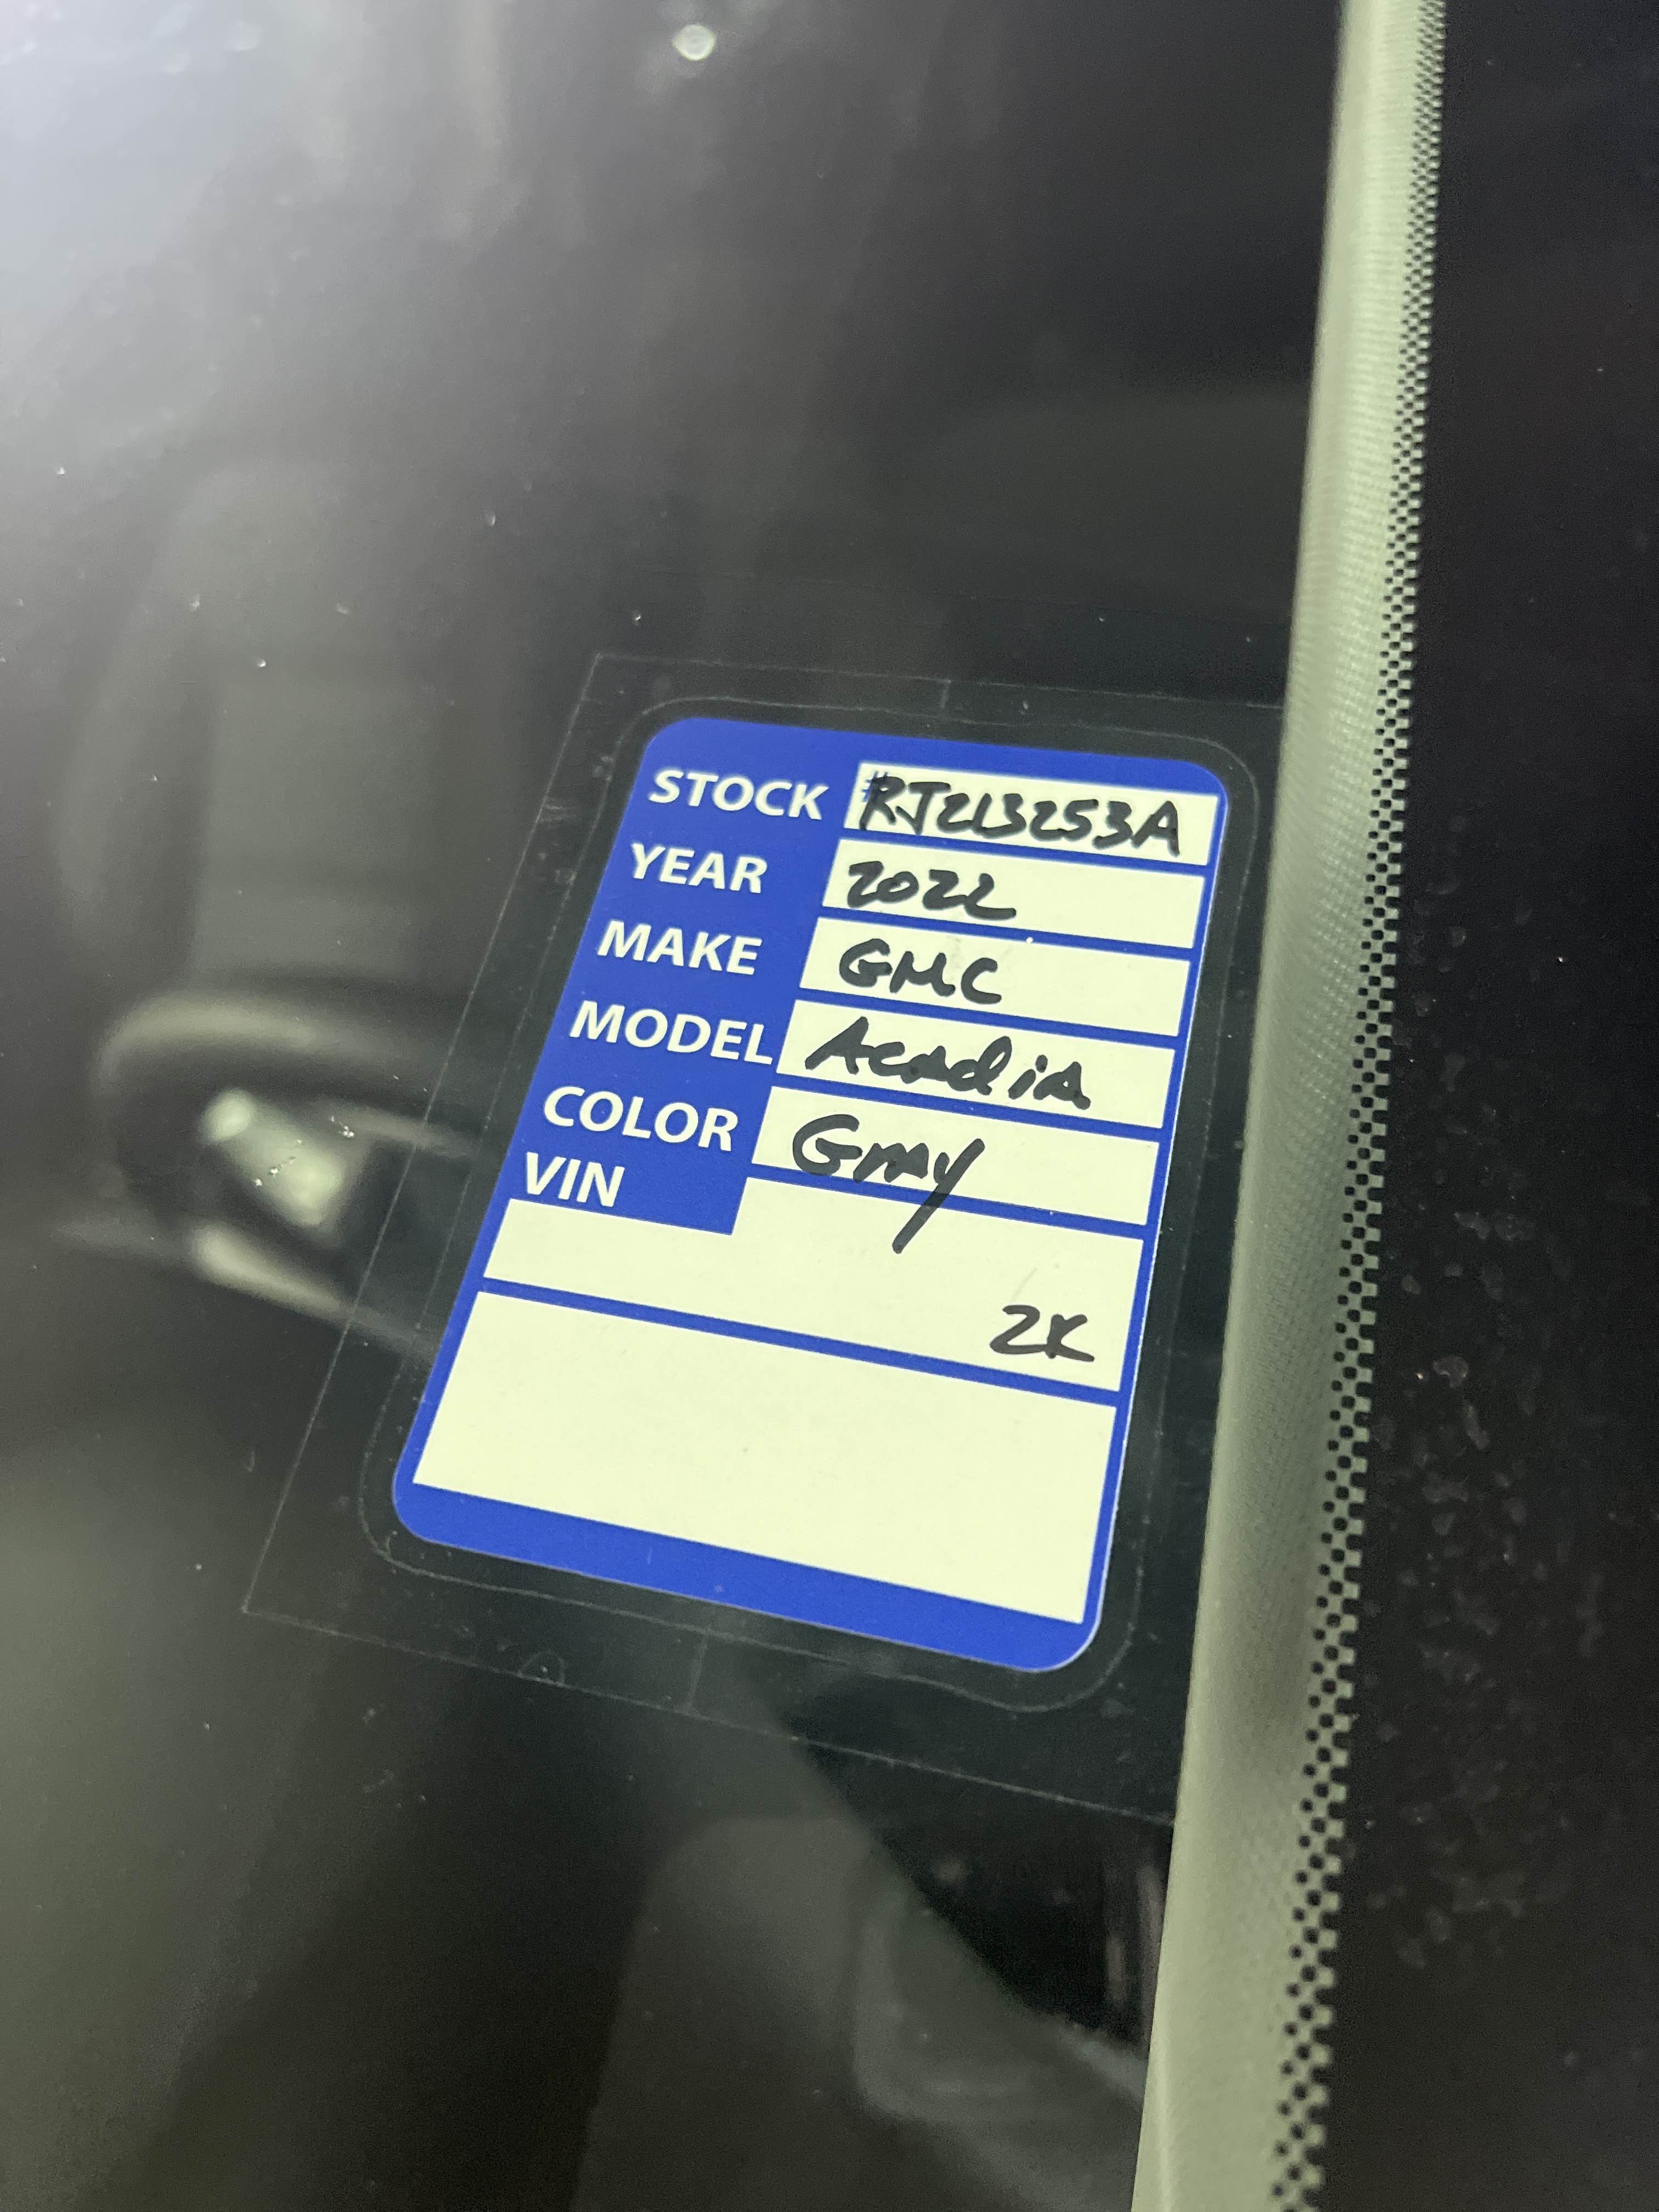 STOCK #RJ213253A
YEAR 2022
MAKE GMC
MODEL Acadia
COLOR Gray
VIN
2K